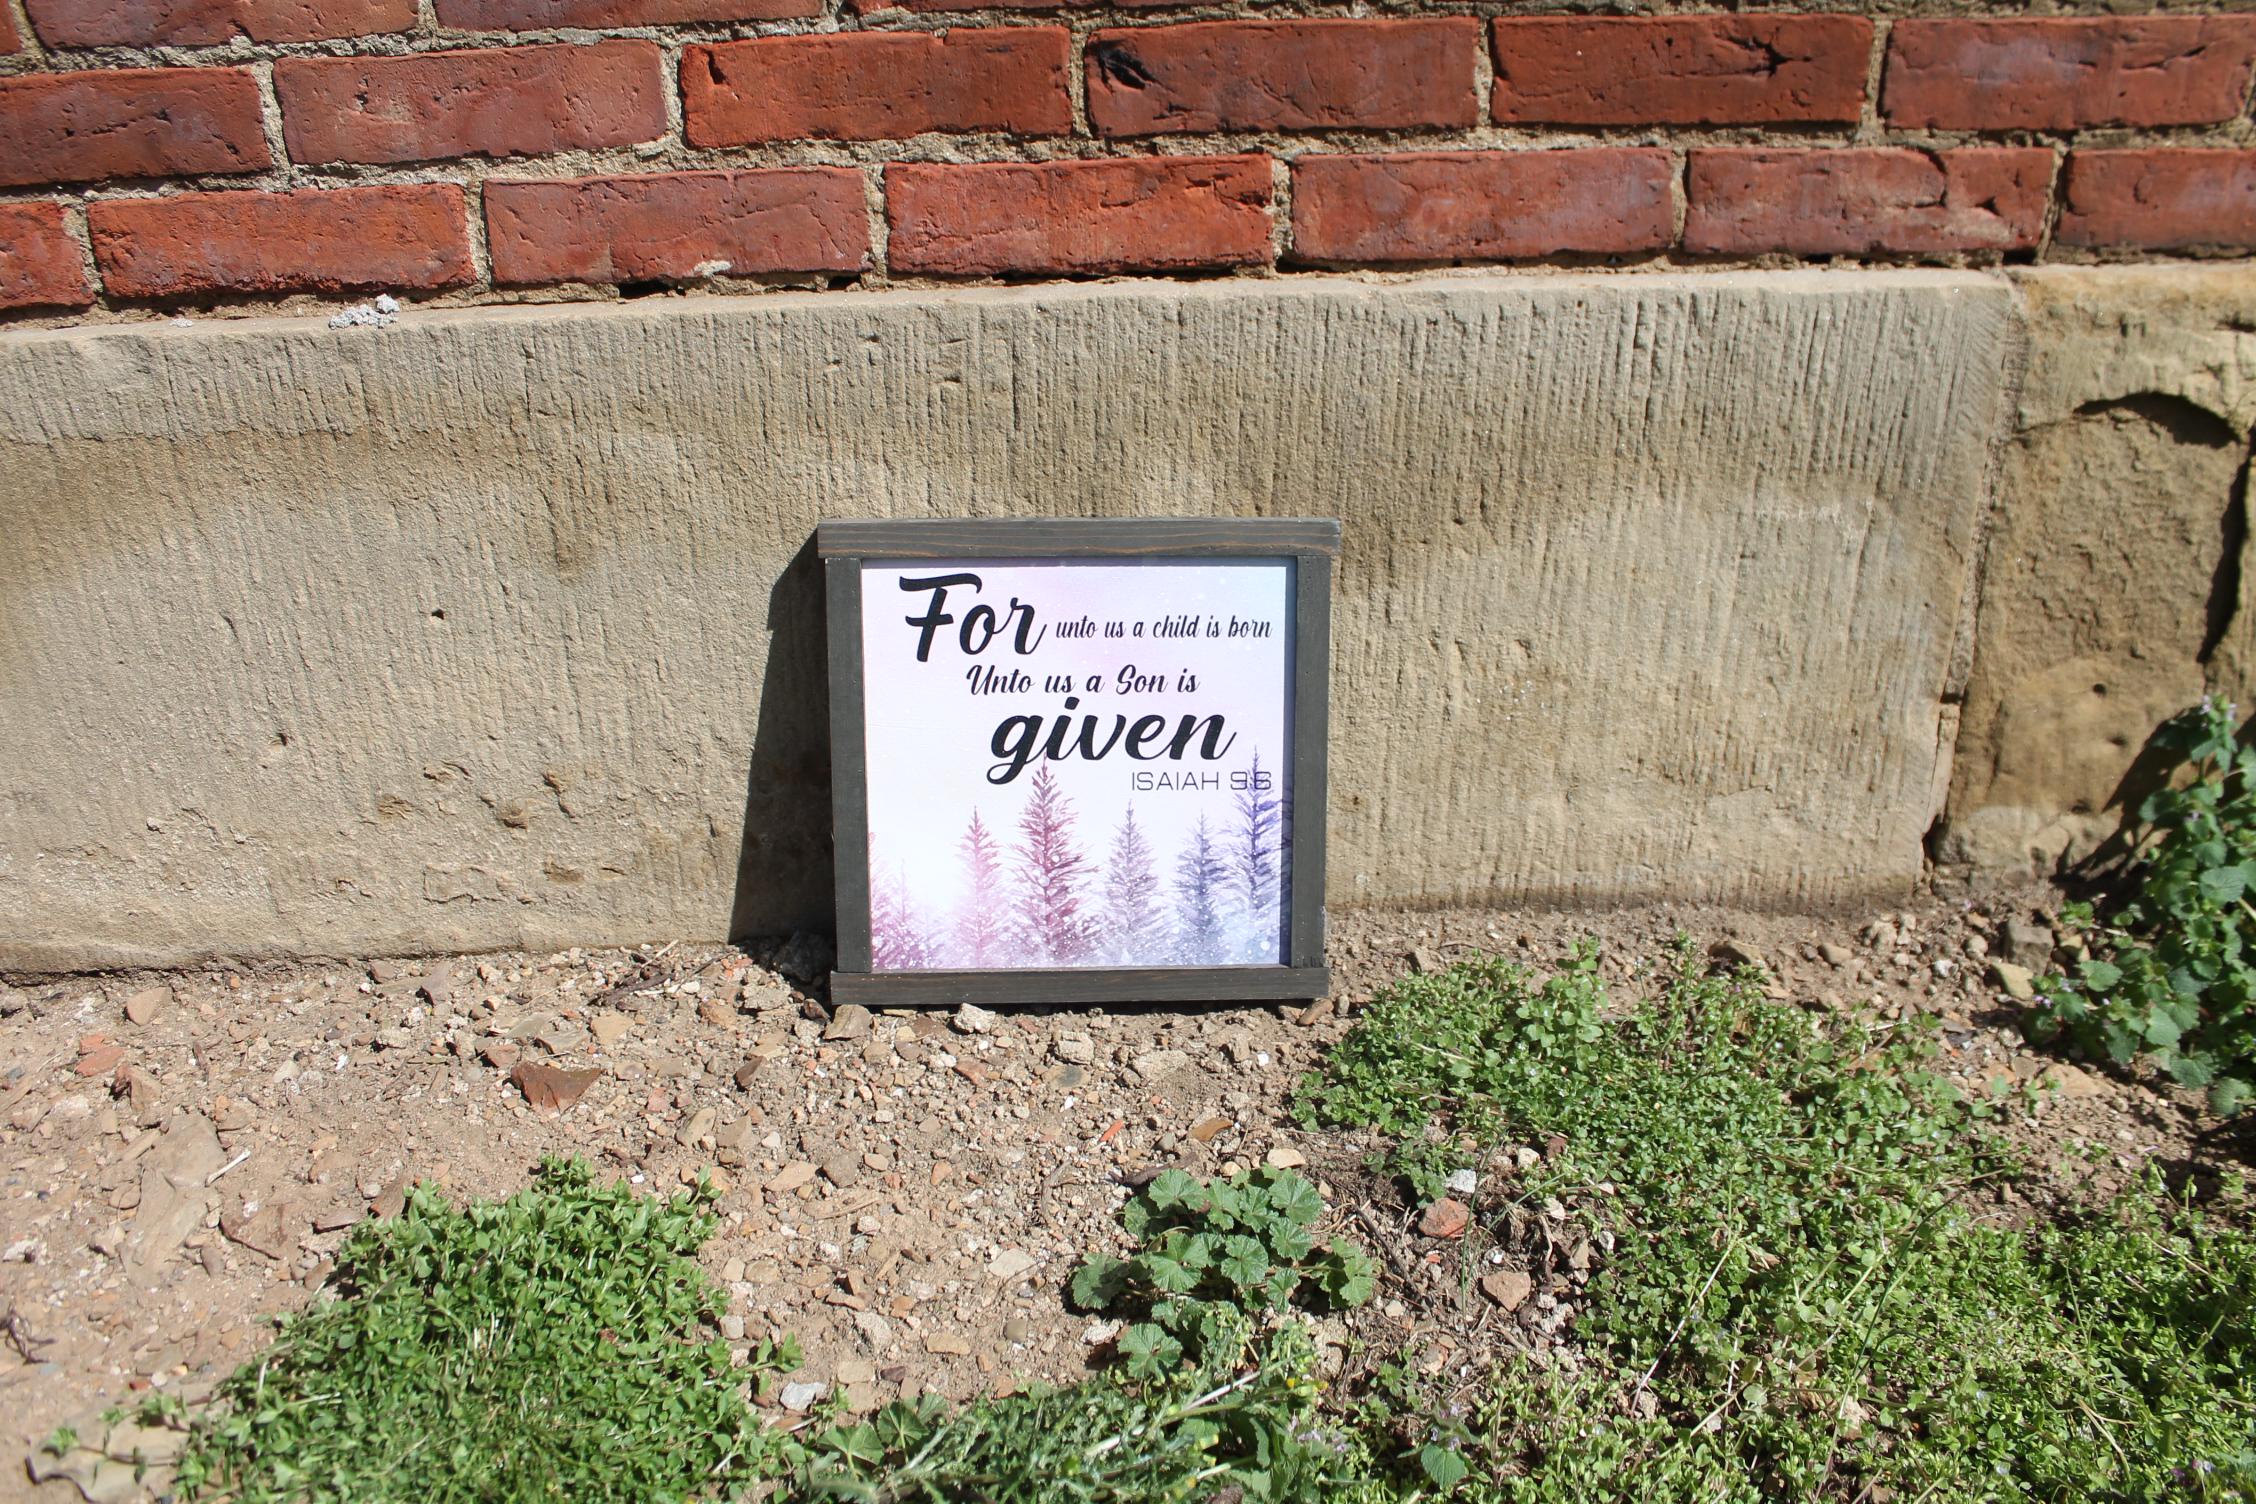 For unto us a child is born
Unto us a Son is
given
ISAIAH 9:6